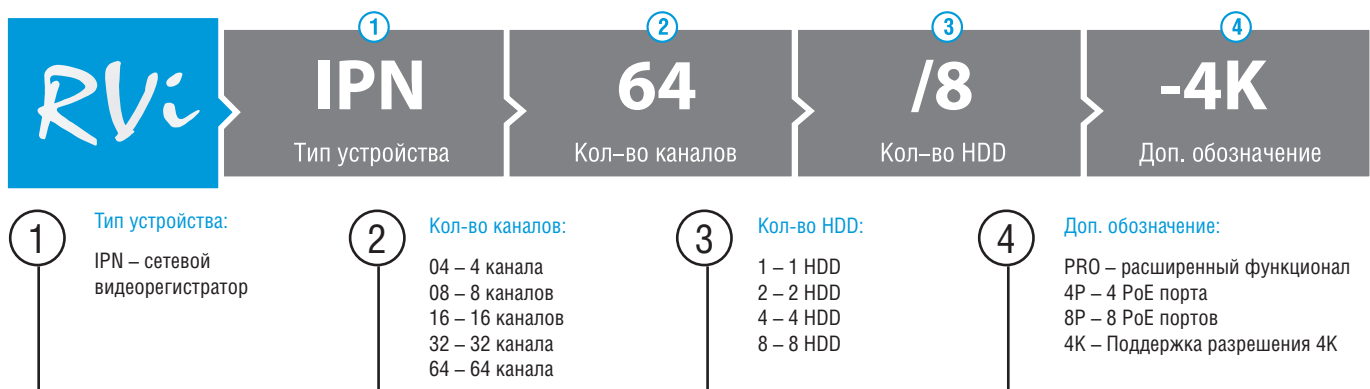 1 2 3 4
RVi IPN 64 /8 -4K
Тип устройства Кол–во каналов Кол–во HDD Доп. обозначение
1
Тип устройства:
IPN – сетевой
видеорегистратор
2
Кол-во каналов:
04 – 4 канала
08 – 8 каналов
16 – 16 каналов
32 – 32 канала
64 – 64 канала
3
Кол-во HDD:
1 – 1 HDD
2 – 2 HDD
4 – 4 HDD
8 – 8 HDD
4
Доп. обозначение:
PRO – расширенный функционал
4P – 4 PoE порта
8P – 8 PoE портов
4K – Поддержка разрешения 4K